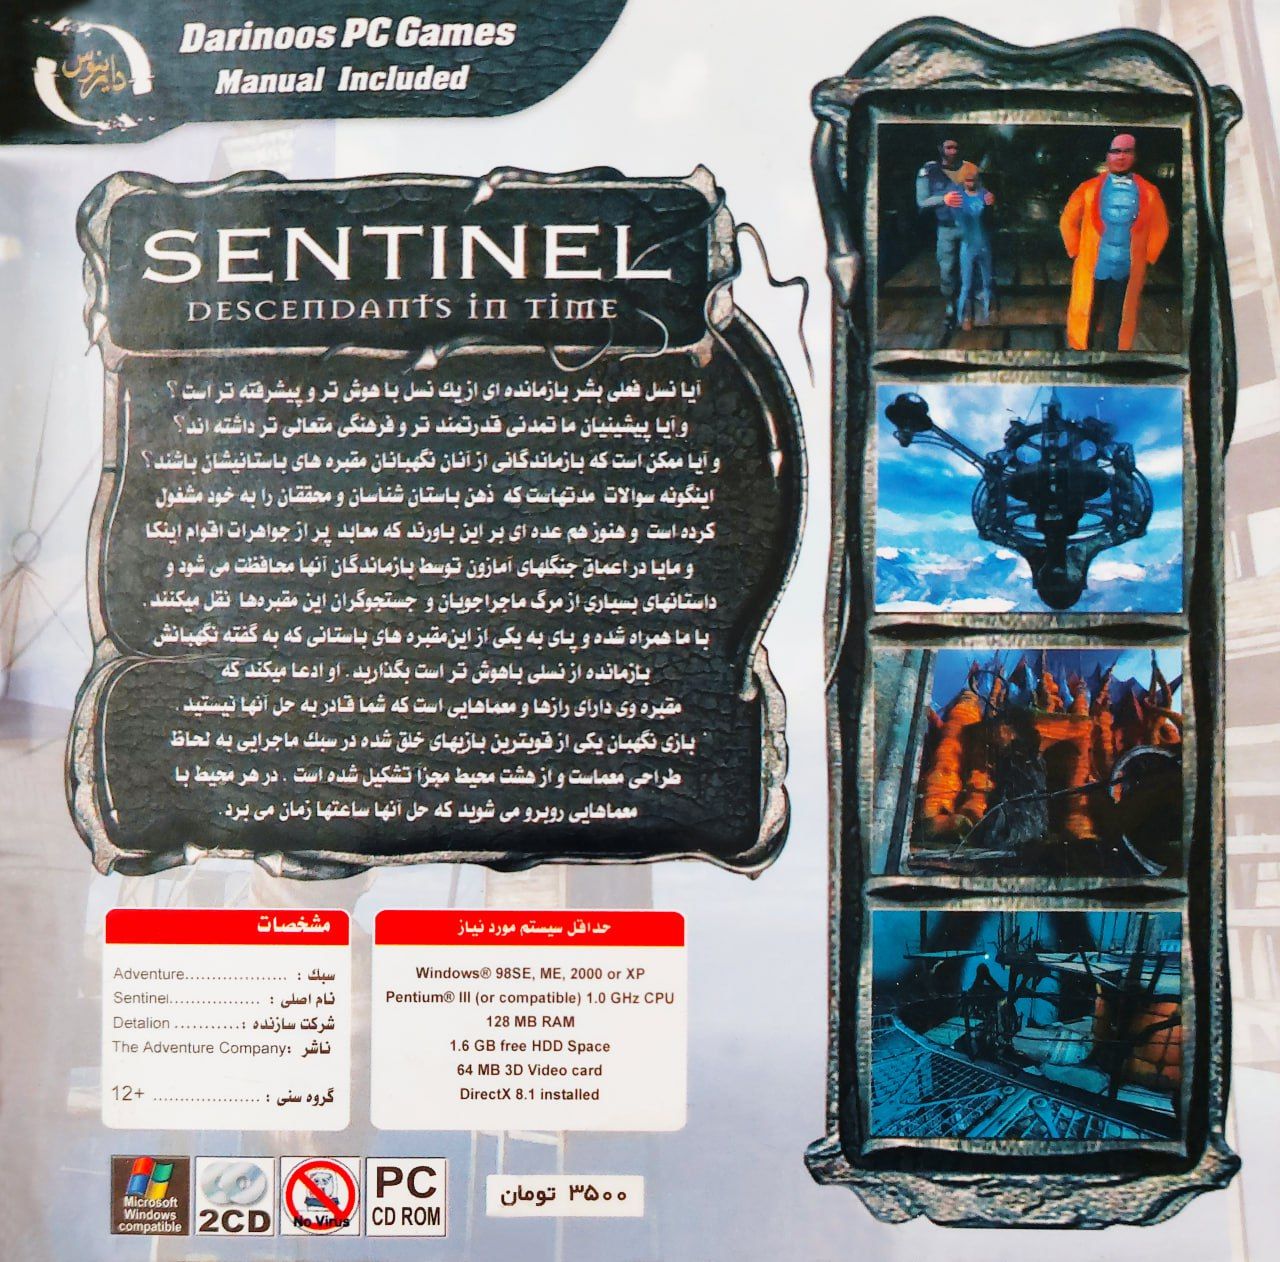 Darinoos PC Games
Manual Included
داریِنوس
SENTINEL
DESCENDANTS in TIME
آیا نسل فعلی بشر بازمانده ای از یك نسل با هوش تر و پیشرفته تر است ؟
و آیا پیشینیان ما تمدنی قدرتمند تر و فرهنگی متعالی تر داشته اند؟
و آیا ممکن است که بازماندگانی از آنان نگهبانان مقبره های باستانیشان باشند؟
اینگونه سوالات مدتهاست که ذهن باستان شناسان و محققان را به خود مشغول
کرده است و هنوز هم عده ای بر این باورند که معابد پر از جواهرات اقوام اینکا
و مایا در اعماق جنگلهای آمازون توسط بازماندگان آنها محافظت می شود و
داستانهای بسیاری از مرگ ماجراجویان و جستجوگران این مقبره‌ها نقل میکنند .
با ما همراه شده و پای به یکی از این مقبره های باستانی که به گفته نگهبانش
بازمانده از نسلی باهوش تر است بگذارید . او ادعا میکند که
مقبره وی دارای رازها و معماهایی است که شما قادر به حل آنها نیستید .
بازی نگهبان یکی از قویترین بازیهای خلق شده در سبک ماجرایی به لحاظ
طراحی معماست و از هشت محیط مجزا تشکیل شده است . در هر محیط با
معماهایی روبرو می شوید که حل آنها ساعتها زمان می برد .
مشخصات
سبك : .................. Adventure
نام اصلی : ................ Sentinel
شرکت سازنده : ........... Detalion
ناشر : The Adventure Company
گروه سنی : ................... 12+
حداقل سیستم مورد نیاز
Windows® 98SE, ME, 2000 or XP
Pentium® III (or compatible) 1.0 GHz CPU
128 MB RAM
1.6 GB free HDD Space
64 MB 3D Video card
DirectX 8.1 installed
Microsoft
Windows
compatible
2CD
No Virus
PC
CD ROM
۳۵۰۰ تومان